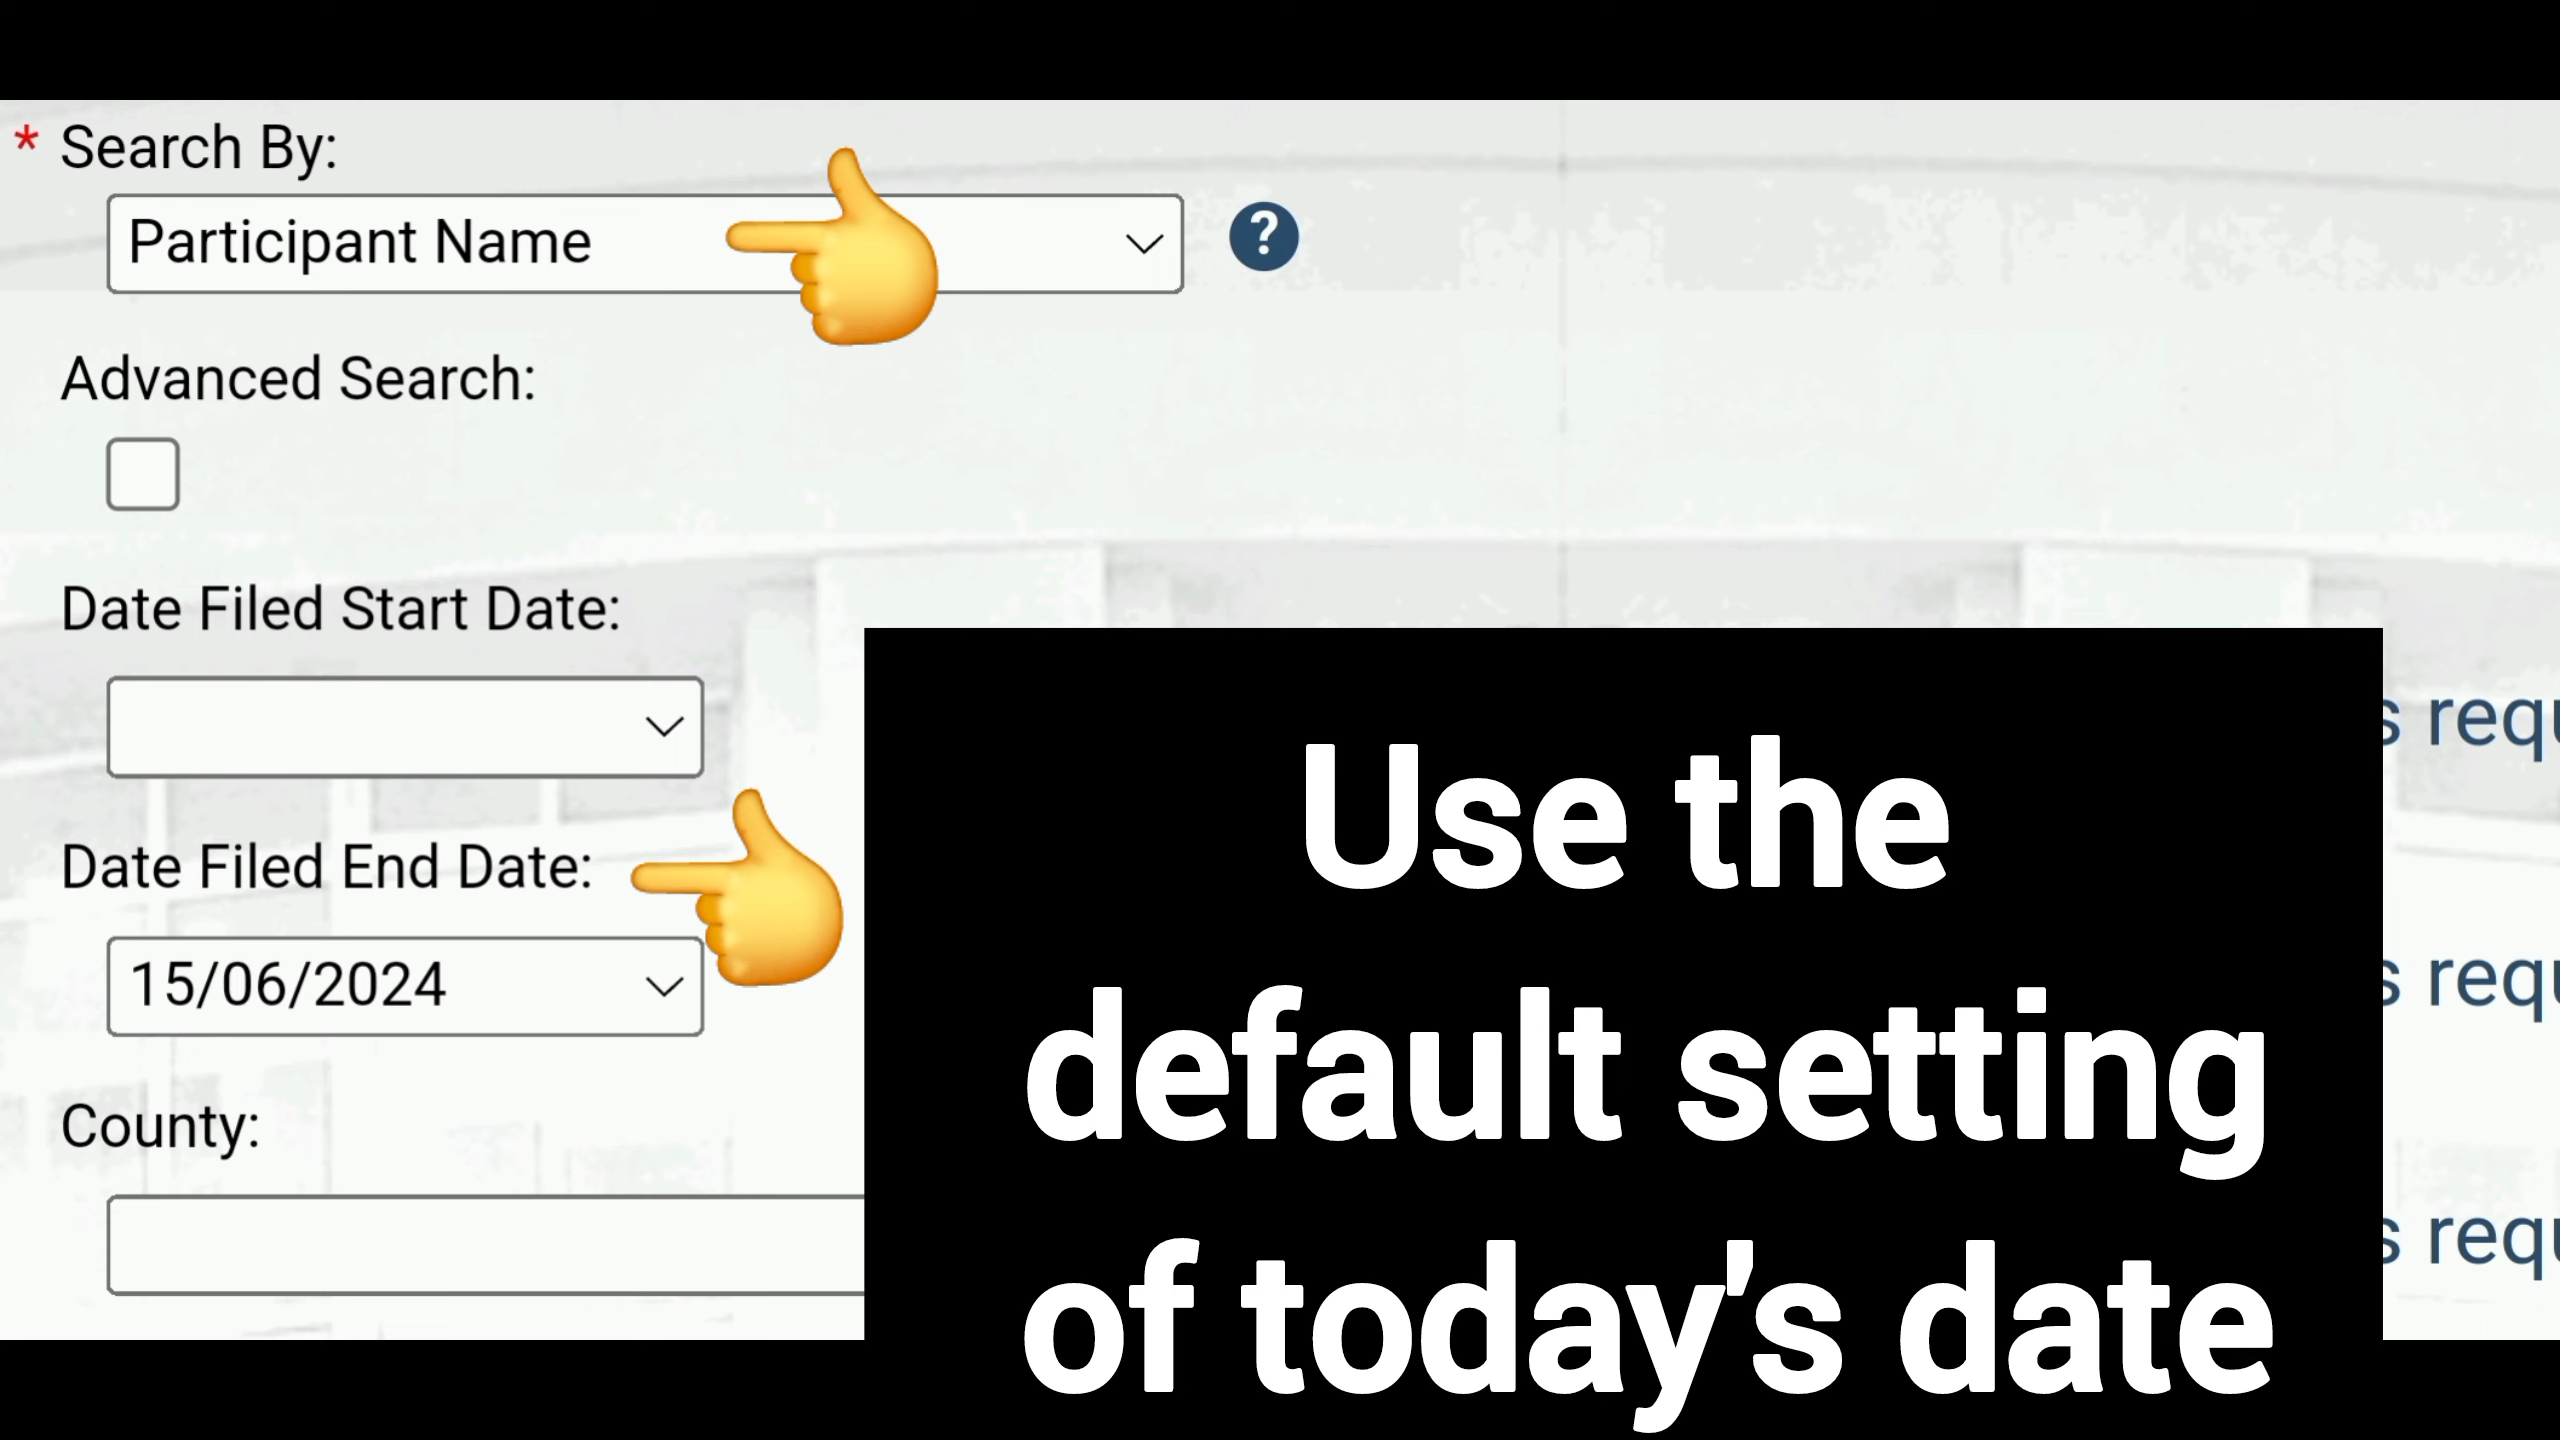 * Search By:
Participant Name
?
Advanced Search:
Date Filed Start Date:
Date Filed End Date:
15/06/2024
County:
Use the
default setting
of today's date